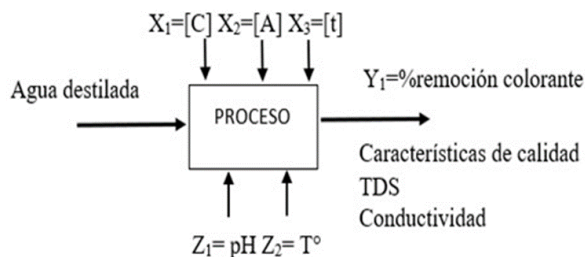 X₁=[C] X₂=[A] X₃=[t]
Agua destilada
PROCESO
Y₁=%remoción colorante
Características de calidad
TDS
Conductividad
Z₁= pH Z₂= T°